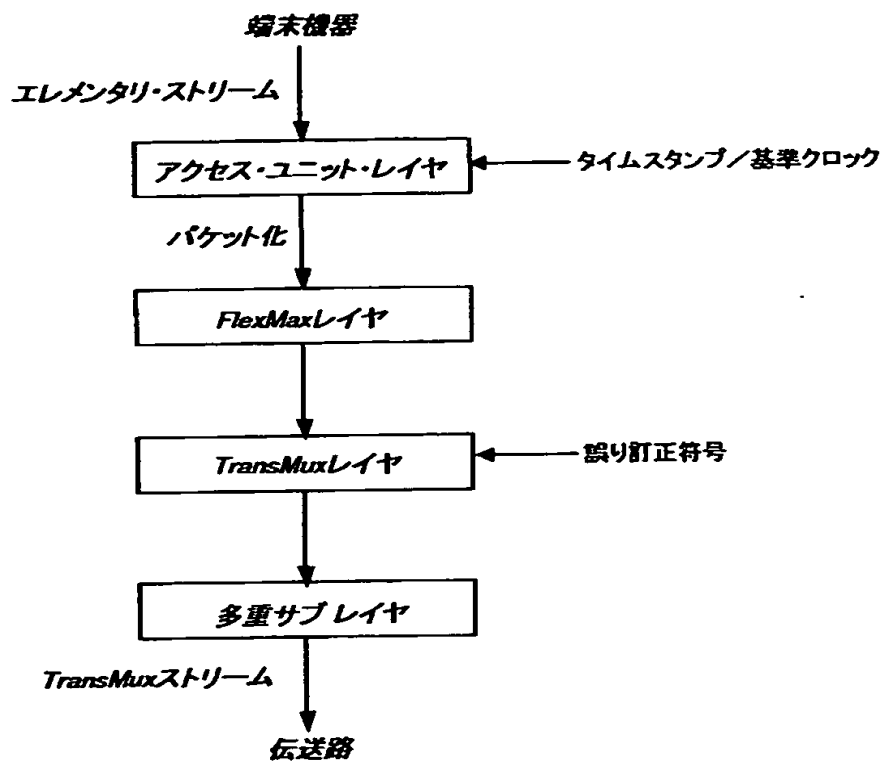 端末機器
エレメンタリ・ストリーム
アクセス・ユニット・レイヤ
タイムスタンプ／基準クロック
パケット化
FlexMaxレイヤ
TransMuxレイヤ
誤り訂正符号
多重サブレイヤ
TransMuxストリーム
伝送路